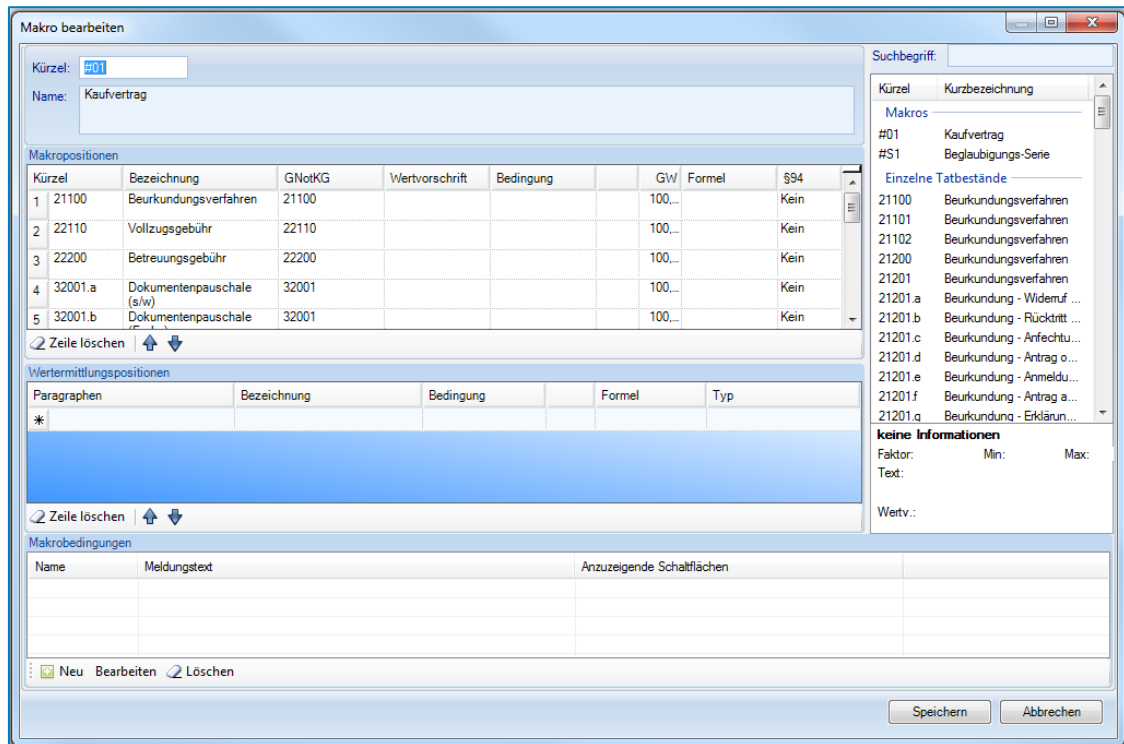 Makro bearbeiten
Kürzel: #01
Name: Kaufvertrag
Makropositionen
Kürzel Bezeichnung GNotKG Wertvorschrift Bedingung GW Formel §94
1 21100 Beurkundungsverfahren 21100 100,... Kein
2 22110 Vollzugsgebühr 22110 100,... Kein
3 22200 Betreuungsgebühr 22200 100,... Kein
4 32001.a Dokumentenpauschale (s/w) 32001 100,... Kein
5 32001.b Dokumentenpauschale 32001 100,... Kein
Zeile löschen
Wertermittlungspositionen
Paragraphen Bezeichnung Bedingung Formel Typ
Zeile löschen
Makrobedingungen
Name Meldungstext Anzuzeigende Schaltflächen
Neu Bearbeiten Löschen
Suchbegriff:
Kürzel Kurzbezeichnung
Makros
#01 Kaufvertrag
#S1 Beglaubigungs-Serie
Einzelne Tatbestände
21100 Beurkundungsverfahren
21101 Beurkundungsverfahren
21102 Beurkundungsverfahren
21200 Beurkundungsverfahren
21201 Beurkundungsverfahren
21201.a Beurkundung - Widerruf ...
21201.b Beurkundung - Rücktritt ...
21201.c Beurkundung - Anfechtu...
21201.d Beurkundung - Antrag o...
21201.e Beurkundung - Anmeldu...
21201.f Beurkundung - Antrag a...
21201.g Beurkundung - Erklärun...
keine Informationen
Faktor: Min: Max:
Text:
Wertv.:
Speichern Abbrechen